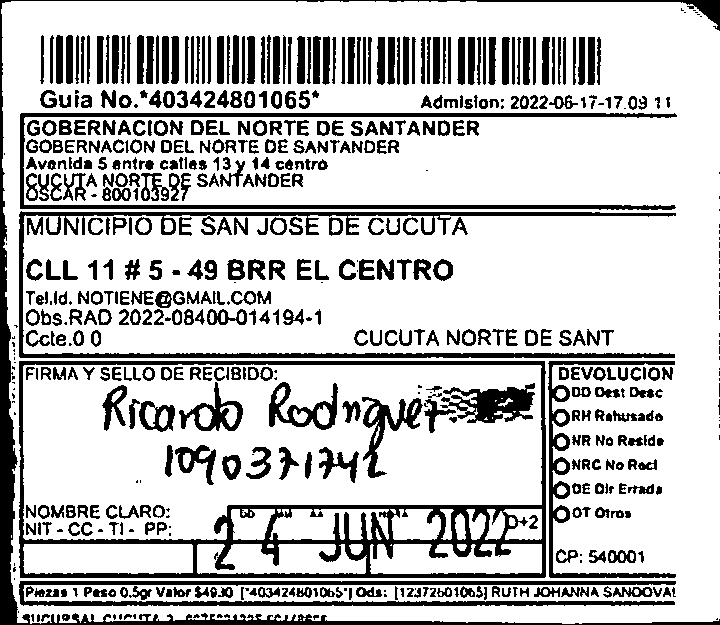 Guia No.*403424801065*
Admision: 2022-06-17-17.09 11
GOBERNACION DEL NORTE DE SANTANDER
GOBERNACION DEL NORTE DE SANTANDER
Avenida 5 entre calles 13 y 14 centro
CUCUTA NORTE DE SANTANDER
OSCAR - 800103927
MUNICIPIO DE SAN JOSE DE CUCUTA
CLL 11 # 5 - 49 BRR EL CENTRO
Tel.Id. NOTIENE@GMAIL.COM
Obs.RAD 2022-08400-014194-1
Ccte.0 0 CUCUTA NORTE DE SANT
FIRMA Y SELLO DE RECIBIDO:
Ricardo Rodriguez
1090371742
NOMBRE CLARO:
NIT - CC - TI - PP:
D+2
24 JUN 2022
DEVOLUCION
DD Dest Desc
RH Rehusado
NR No Reside
NRC No Recl
DE Dir Errada
OT Otros
CP: 540001
Piezas 1 Peso 0.5gr Valor $4930 [*403424801065*] Ods: [12372601065] RUTH JOHANNA SANDOVAL